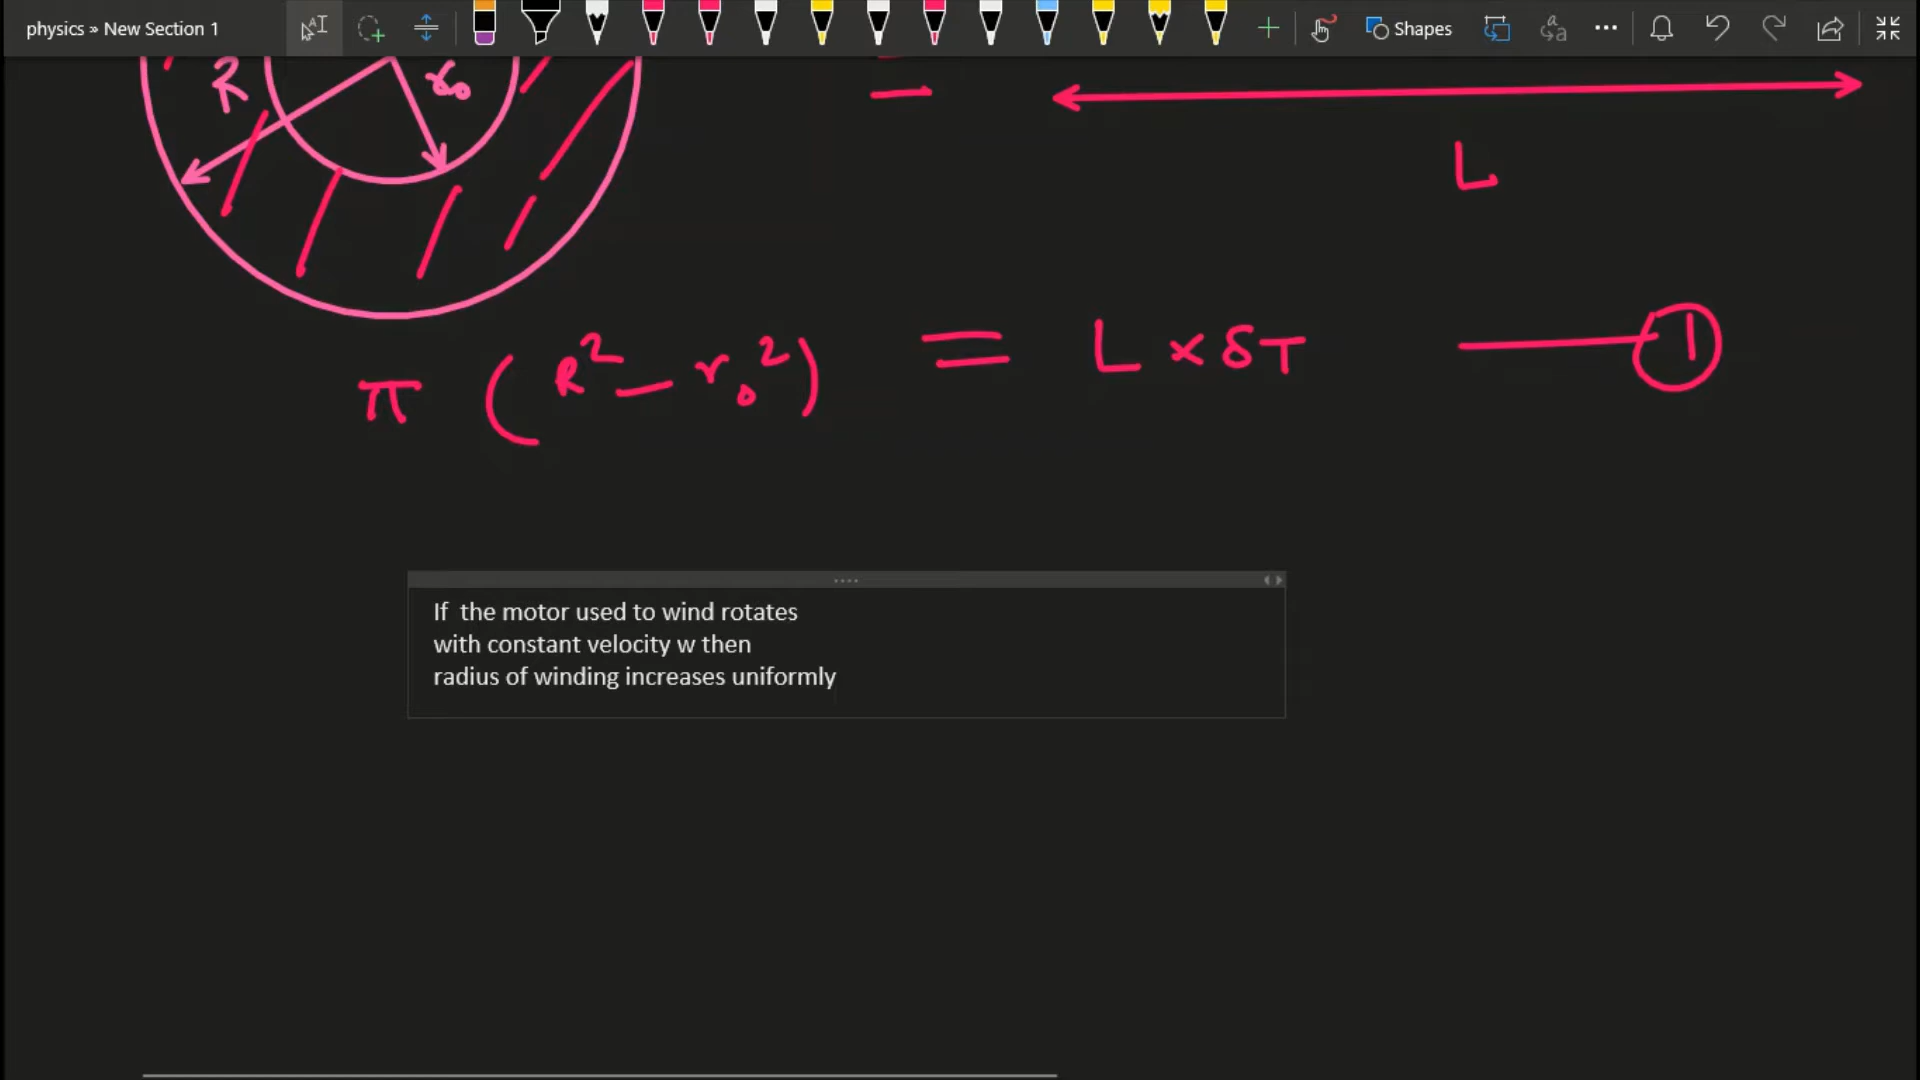 physics » New Section 1
Shapes
R r₀
L
π (R² – r₀²) = L × δT —— ①
If the motor used to wind rotates
with constant velocity w then
radius of winding increases uniformly